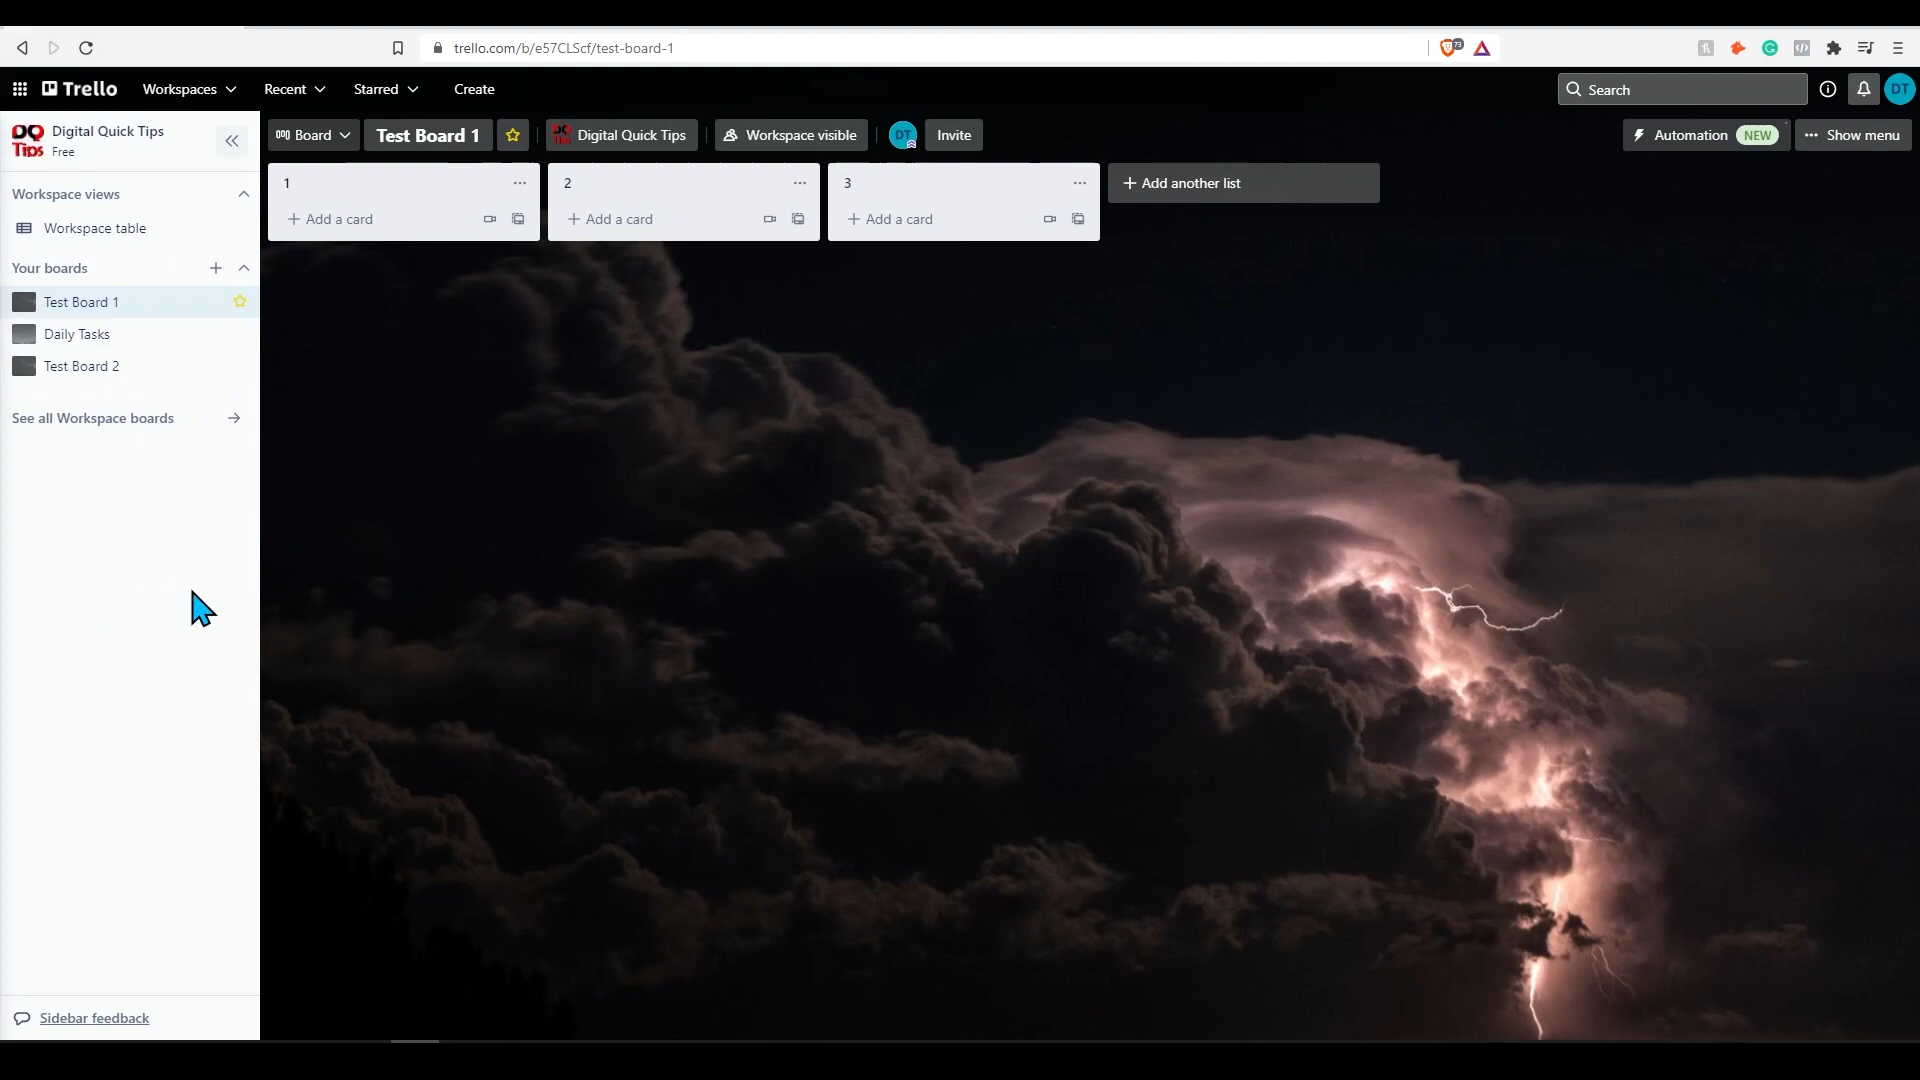 trello.com/b/e57CLScf/test-board-1
73
Trello
Workspaces
Recent
Starred
Create
Search
DT
DQ
Tips
Digital Quick Tips
Free
Board
Test Board 1
Digital Quick Tips
Workspace visible
DT
Invite
Automation NEW
Show menu
Workspace views
Workspace table
Your boards
Test Board 1
Daily Tasks
Test Board 2
See all Workspace boards
1
Add a card
2
Add a card
3
Add a card
Add another list
Sidebar feedback